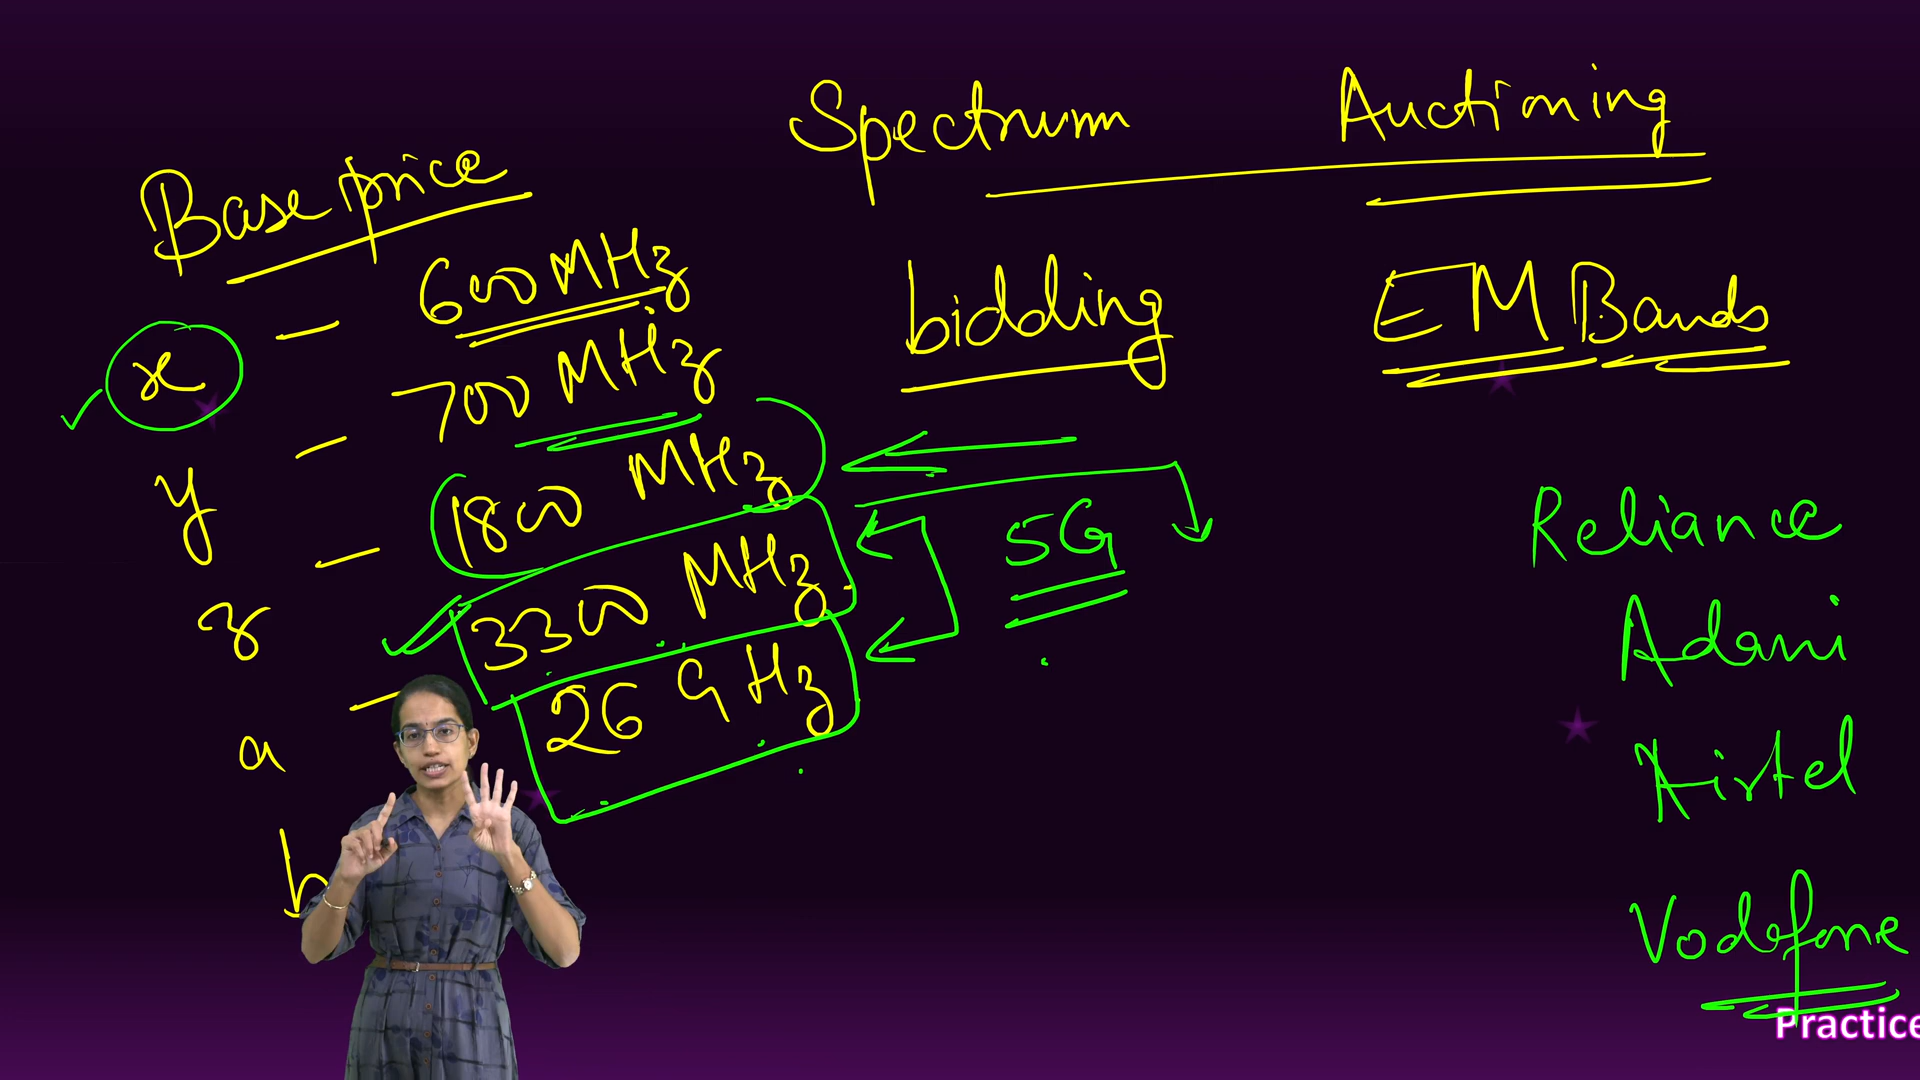 Spectrum Auctioning
Base price
600 MHz
bidding
EM Bands
x - 700 MHz
y - 1800 MHz
5G
Reliance
z - 3300 MHz
Adani
a - 26 GHz
Airtel
b
Vodafone
Practice